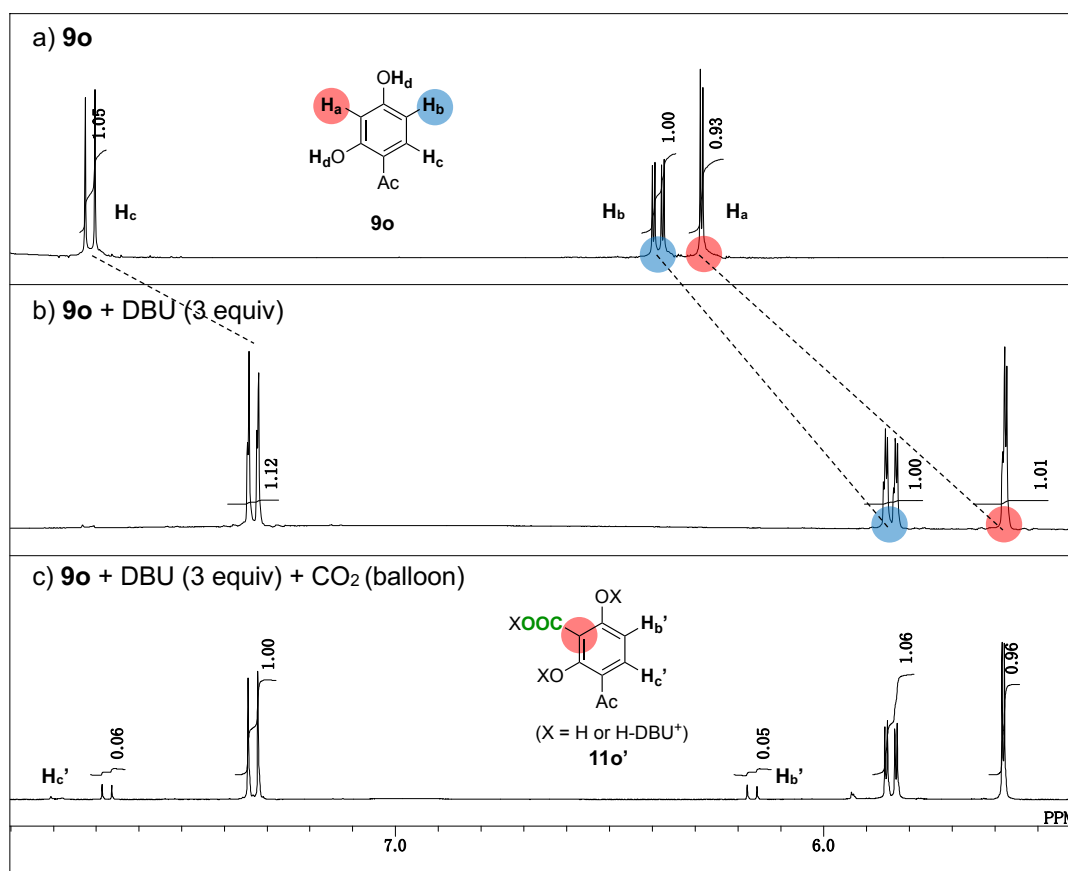 a) 9o
OHd
Ha
Hb
HdO
Hc
Ac
9o
1.05
1.00
0.93
Hc
Hb
Ha
b) 9o + DBU (3 equiv)
1.12
1.00
1.01
c) 9o + DBU (3 equiv) + CO2 (balloon)
OX
XOOC
Hb'
XO
Hc'
Ac
(X = H or H-DBU+)
11o'
1.00
1.06
0.96
Hc'
0.06
0.05
Hb'
PPM
7.0
6.0